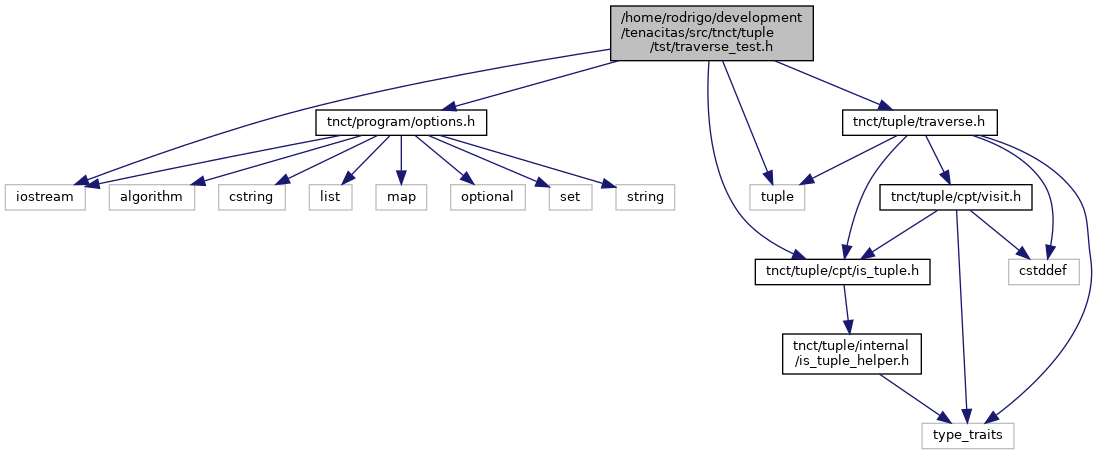 /home/rodrigo/development
/tenacitas/src/tnct/tuple
/tst/traverse_test.h
tnct/program/options.h
tnct/tuple/traverse.h
iostream
algorithm
cstring
list
map
optional
set
string
tuple
tnct/tuple/cpt/visit.h
tnct/tuple/cpt/is_tuple.h
cstddef
tnct/tuple/internal
/is_tuple_helper.h
type_traits